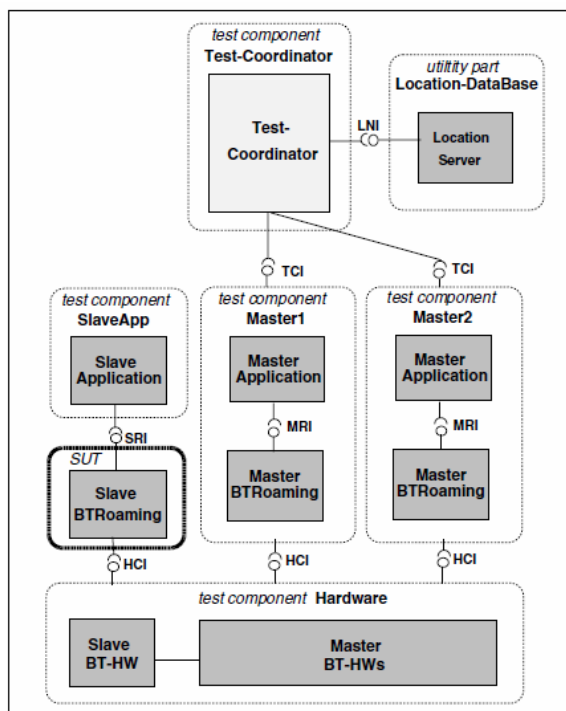 test component
Test-Coordinator
Test-
Coordinator
utiltity part
Location-DataBase
LNI
Location
Server
TCI
TCI
test component
SlaveApp
Slave
Application
test component
Master1
Master
Application
test component
Master2
Master
Application
SRI
MRI
MRI
SUT
Slave
BTRoaming
Master
BTRoaming
Master
BTRoaming
HCI
HCI
HCI
test component Hardware
Slave
BT-HW
Master
BT-HWs